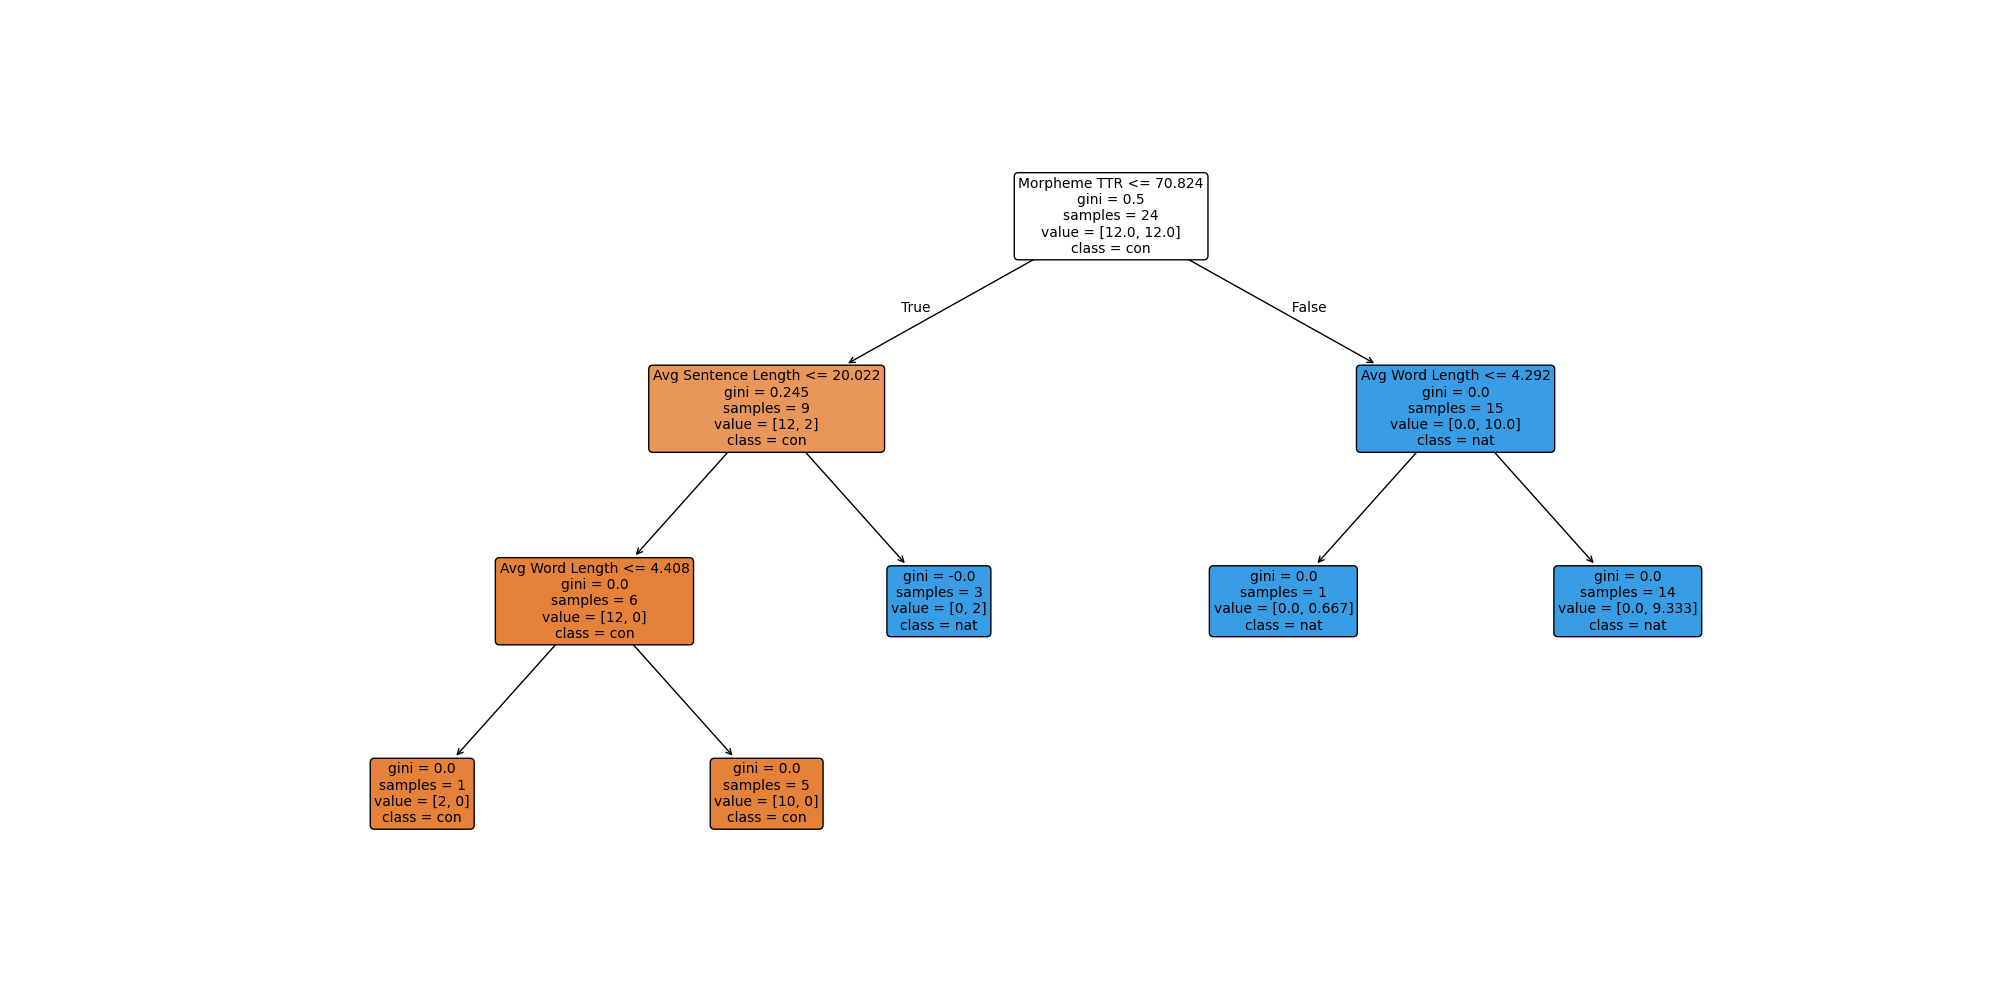 Morpheme TTR <= 70.824
gini = 0.5
samples = 24
value = [12.0, 12.0]
class = con
True
False
Avg Sentence Length <= 20.022
gini = 0.245
samples = 9
value = [12, 2]
class = con
Avg Word Length <= 4.292
gini = 0.0
samples = 15
value = [0.0, 10.0]
class = nat
Avg Word Length <= 4.408
gini = 0.0
samples = 6
value = [12, 0]
class = con
gini = -0.0
samples = 3
value = [0, 2]
class = nat
gini = 0.0
samples = 1
value = [0.0, 0.667]
class = nat
gini = 0.0
samples = 14
value = [0.0, 9.333]
class = nat
gini = 0.0
samples = 1
value = [2, 0]
class = con
gini = 0.0
samples = 5
value = [10, 0]
class = con